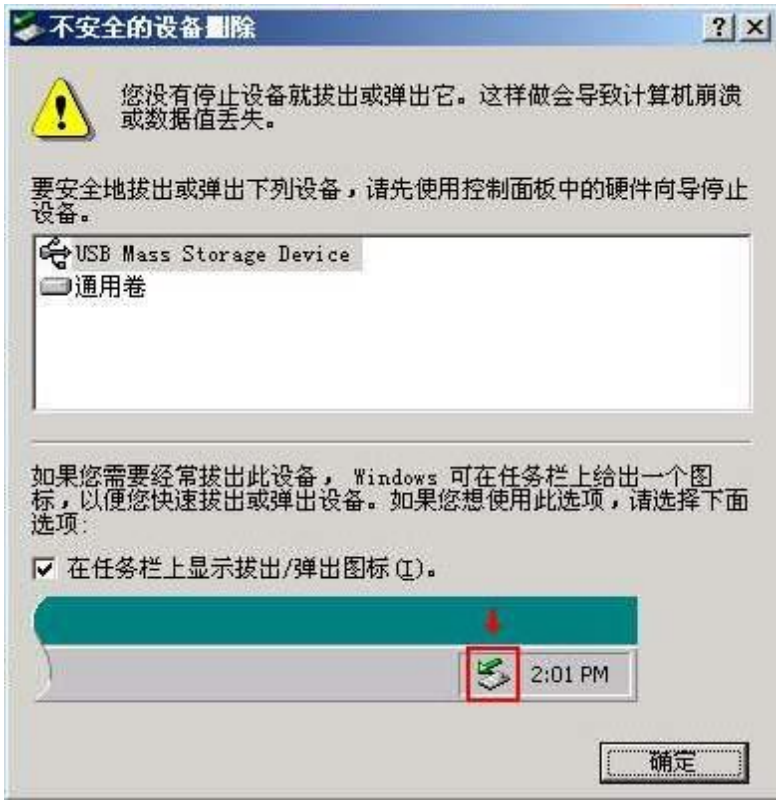 不安全的设备删除
您没有停止设备就拔出或弹出它。这样做会导致计算机崩溃
或数据值丢失。
要安全地拔出或弹出下列设备，请先使用控制面板中的硬件向导停止
设备。
USB Mass Storage Device
通用卷
如果您需要经常拔出此设备， Windows 可在任务栏上给出一个图
标，以便您快速拔出或弹出设备。如果您想使用此选项，请选择下面
选项:
在任务栏上显示拔出/弹出图标(I)。
2:01 PM
确定